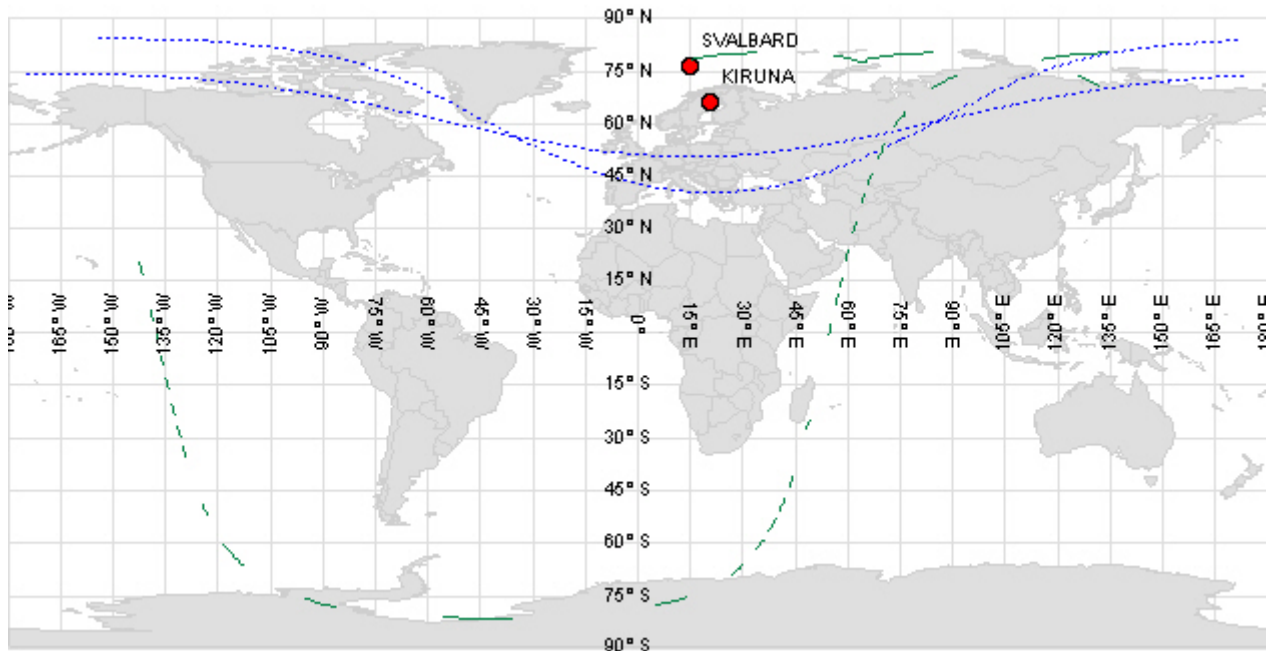 90° N
SVALBARD
75° N
KIRUNA
60° N
45° N
30° N
15° N
165° W
150° W
135° W
120° W
105° W
90° W
75° W
60° W
45° W
30° W
15° W
0°
15° E
30° E
45° E
60° E
75° E
90° E
105° E
120° E
135° E
150° E
165° E
180° E
15° S
30° S
45° S
60° S
75° S
90° S